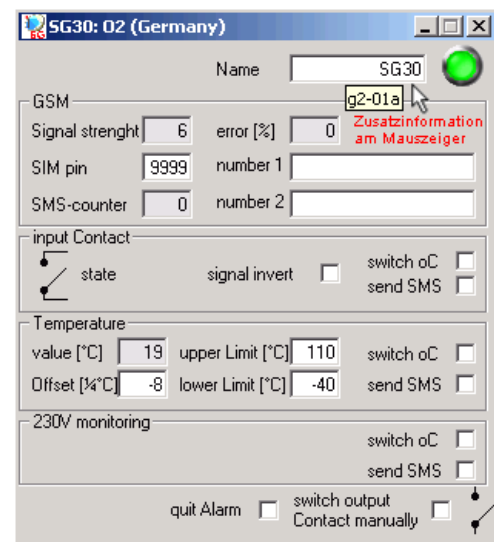 SG30: O2 (Germany)
Name SG30
g2-01a
GSM
Zusatzinformation
am Mauszeiger
Signal strenght 6 error [%] 0
SIM pin 9999 number 1
SMS-counter 0 number 2
input Contact
state signal invert switch oC
send SMS
Temperature
value [°C] 19 upper Limit [°C] 110 switch oC
Offset [¼°C] -8 lower Limit [°C] -40 send SMS
230V monitoring
switch oC
send SMS
quit Alarm switch output
Contact manually